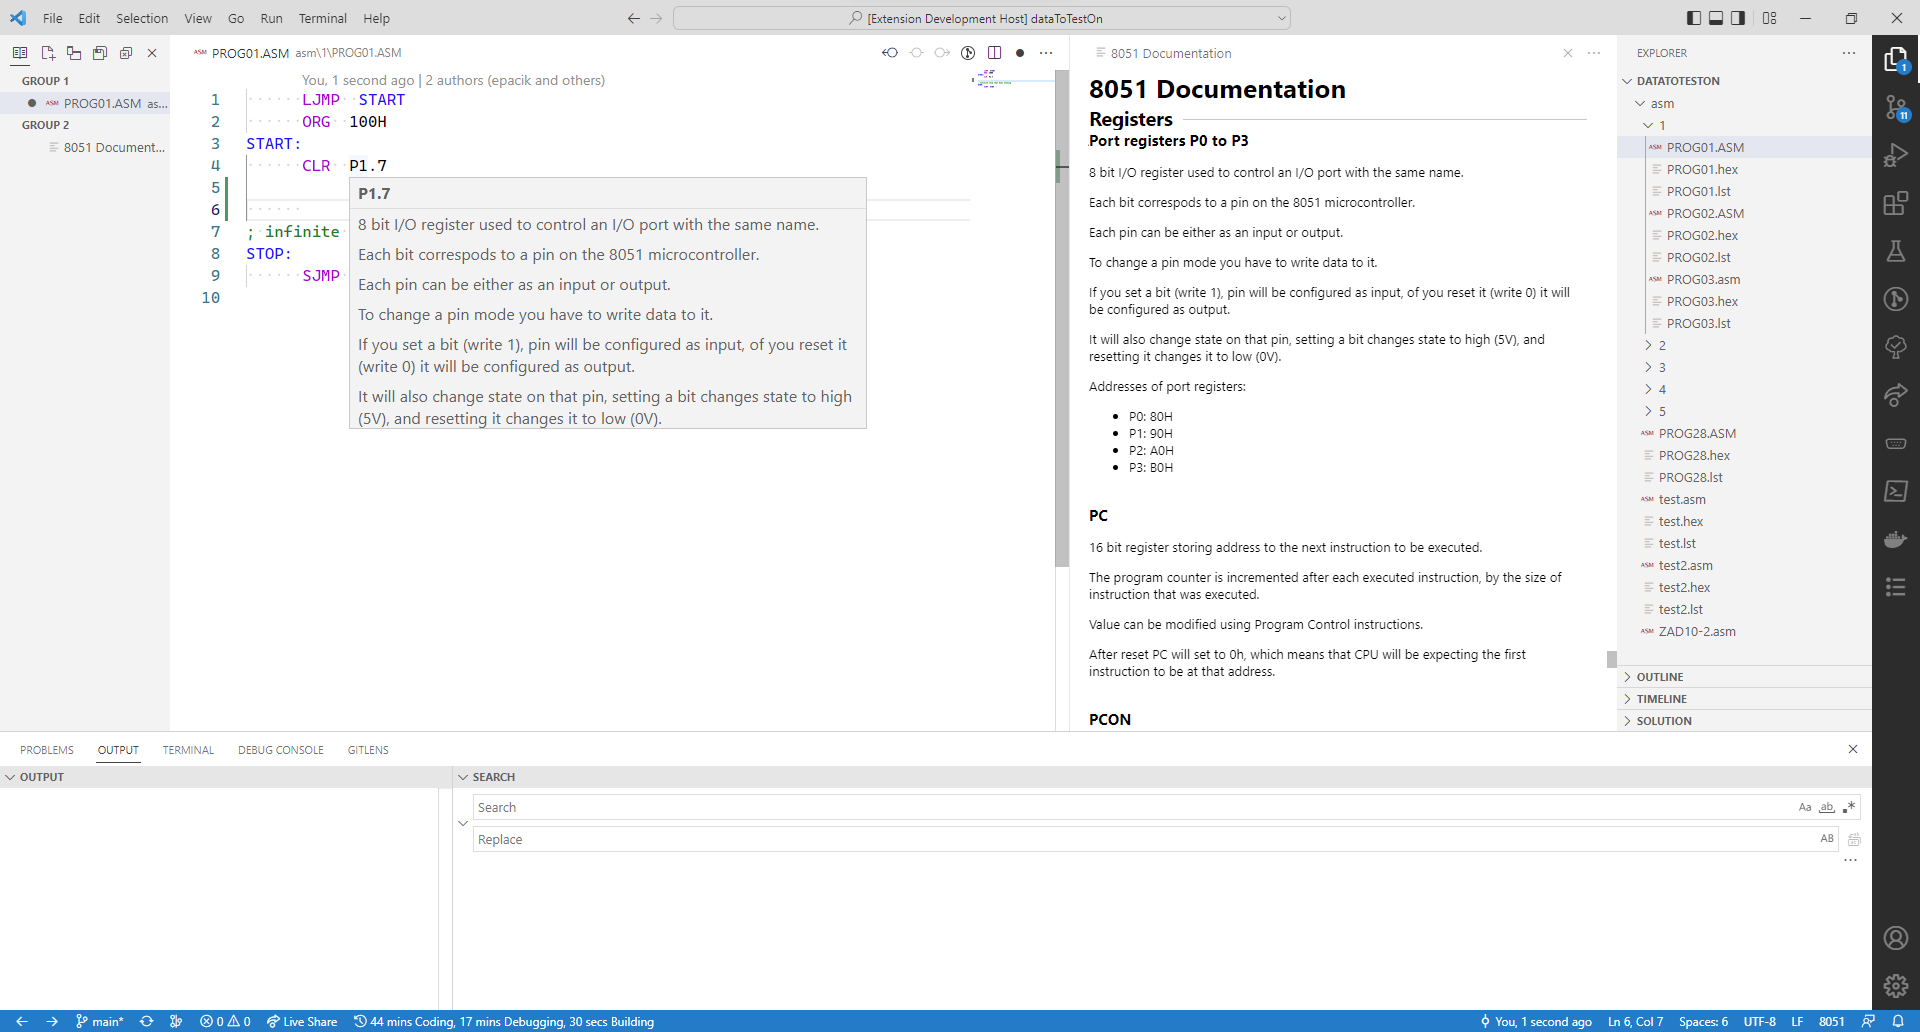 File Edit Selection View Go Run Terminal Help
[Extension Development Host] dataToTestOn
GROUP 1
ASM PROG01.ASM as...
GROUP 2
8051 Document...
ASM PROG01.ASM asm\1\PROG01.ASM
You, 1 second ago | 2 authors (epacik and others)
1 LJMP START
2 ORG 100H
3 START:
4 CLR P1.7
5
6
7 ; infinite
8 STOP:
9 SJMP
10
P1.7
8 bit I/O register used to control an I/O port with the same name.
Each bit correspods to a pin on the 8051 microcontroller.
Each pin can be either as an input or output.
To change a pin mode you have to write data to it.
If you set a bit (write 1), pin will be configured as input, of you reset it
(write 0) it will be configured as output.
It will also change state on that pin, setting a bit changes state to high
(5V), and resetting it changes it to low (0V).
8051 Documentation
8051 Documentation
Registers
Port registers P0 to P3
8 bit I/O register used to control an I/O port with the same name.
Each bit correspods to a pin on the 8051 microcontroller.
Each pin can be either as an input or output.
To change a pin mode you have to write data to it.
If you set a bit (write 1), pin will be configured as input, of you reset it (write 0) it will
be configured as output.
It will also change state on that pin, setting a bit changes state to high (5V), and
resetting it changes it to low (0V).
Addresses of port registers:
P0: 80H
P1: 90H
P2: A0H
P3: B0H
PC
16 bit register storing address to the next instruction to be executed.
The program counter is incremented after each executed instruction, by the size of
instruction that was executed.
Value can be modified using Program Control instructions.
After reset PC will set to 0h, which means that CPU will be expecting the first
instruction to be at that address.
PCON
EXPLORER
DATATOTESTON
asm
1
ASM PROG01.ASM
PROG01.hex
PROG01.lst
ASM PROG02.ASM
PROG02.hex
PROG02.lst
ASM PROG03.asm
PROG03.hex
PROG03.lst
2
3
4
5
ASM PROG28.ASM
PROG28.hex
PROG28.lst
ASM test.asm
test.hex
test.lst
ASM test2.asm
test2.hex
test2.lst
ASM ZAD10-2.asm
OUTLINE
TIMELINE
SOLUTION
1
11
PROBLEMS OUTPUT TERMINAL DEBUG CONSOLE GITLENS
OUTPUT
SEARCH
Search Aa ab .*
Replace AB
main* 0 0 Live Share 44 mins Coding, 17 mins Debugging, 30 secs Building
You, 1 second ago Ln 6, Col 7 Spaces: 6 UTF-8 LF 8051